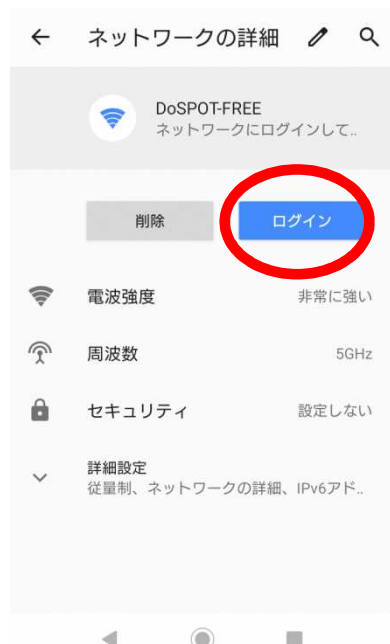 ネットワークの詳細
DoSPOT-FREE
ネットワークにログインして..
削除
ログイン
電波強度
非常に強い
周波数
5GHz
セキュリティ
設定しない
詳細設定
従量制、ネットワークの詳細、IPv6アド..